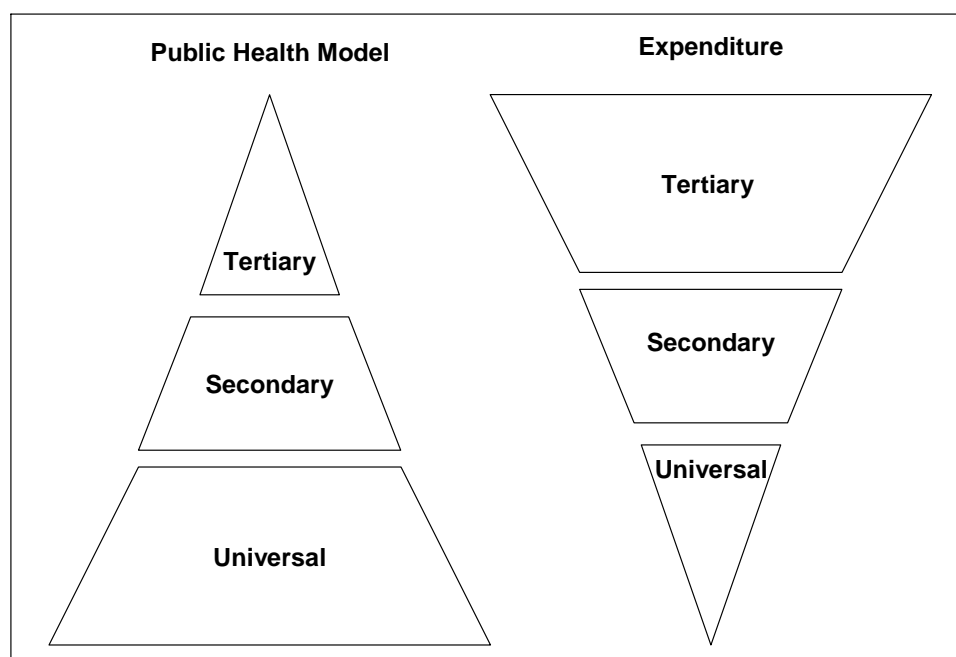 Public Health Model
Tertiary
Secondary
Universal
Expenditure
Tertiary
Secondary
Universal